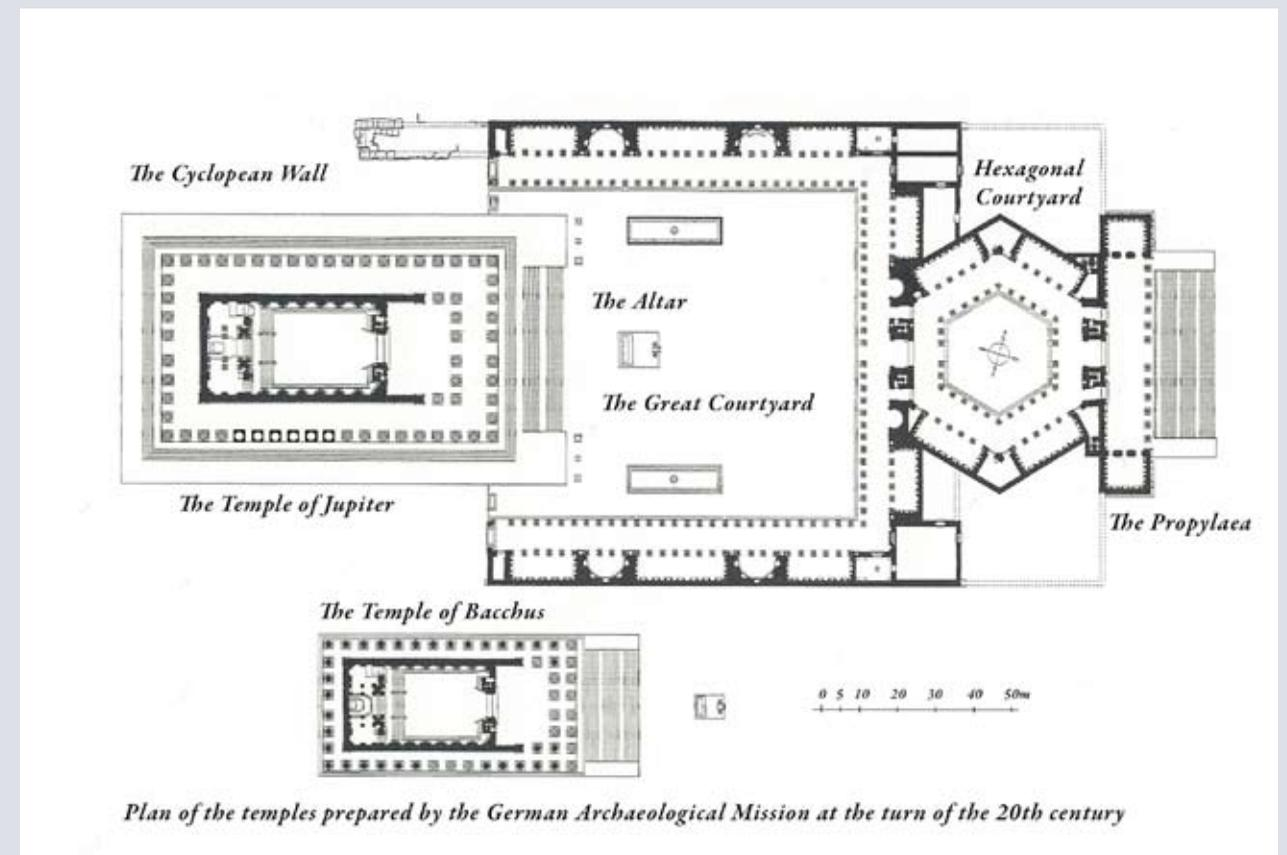 The Cyclopean Wall
Hexagonal
Courtyard
The Altar
The Great Courtyard
The Temple of Jupiter
The Propylaea
The Temple of Bacchus
0 5 10 20 30 40 50m
Plan of the temples prepared by the German Archaeological Mission at the turn of the 20th century